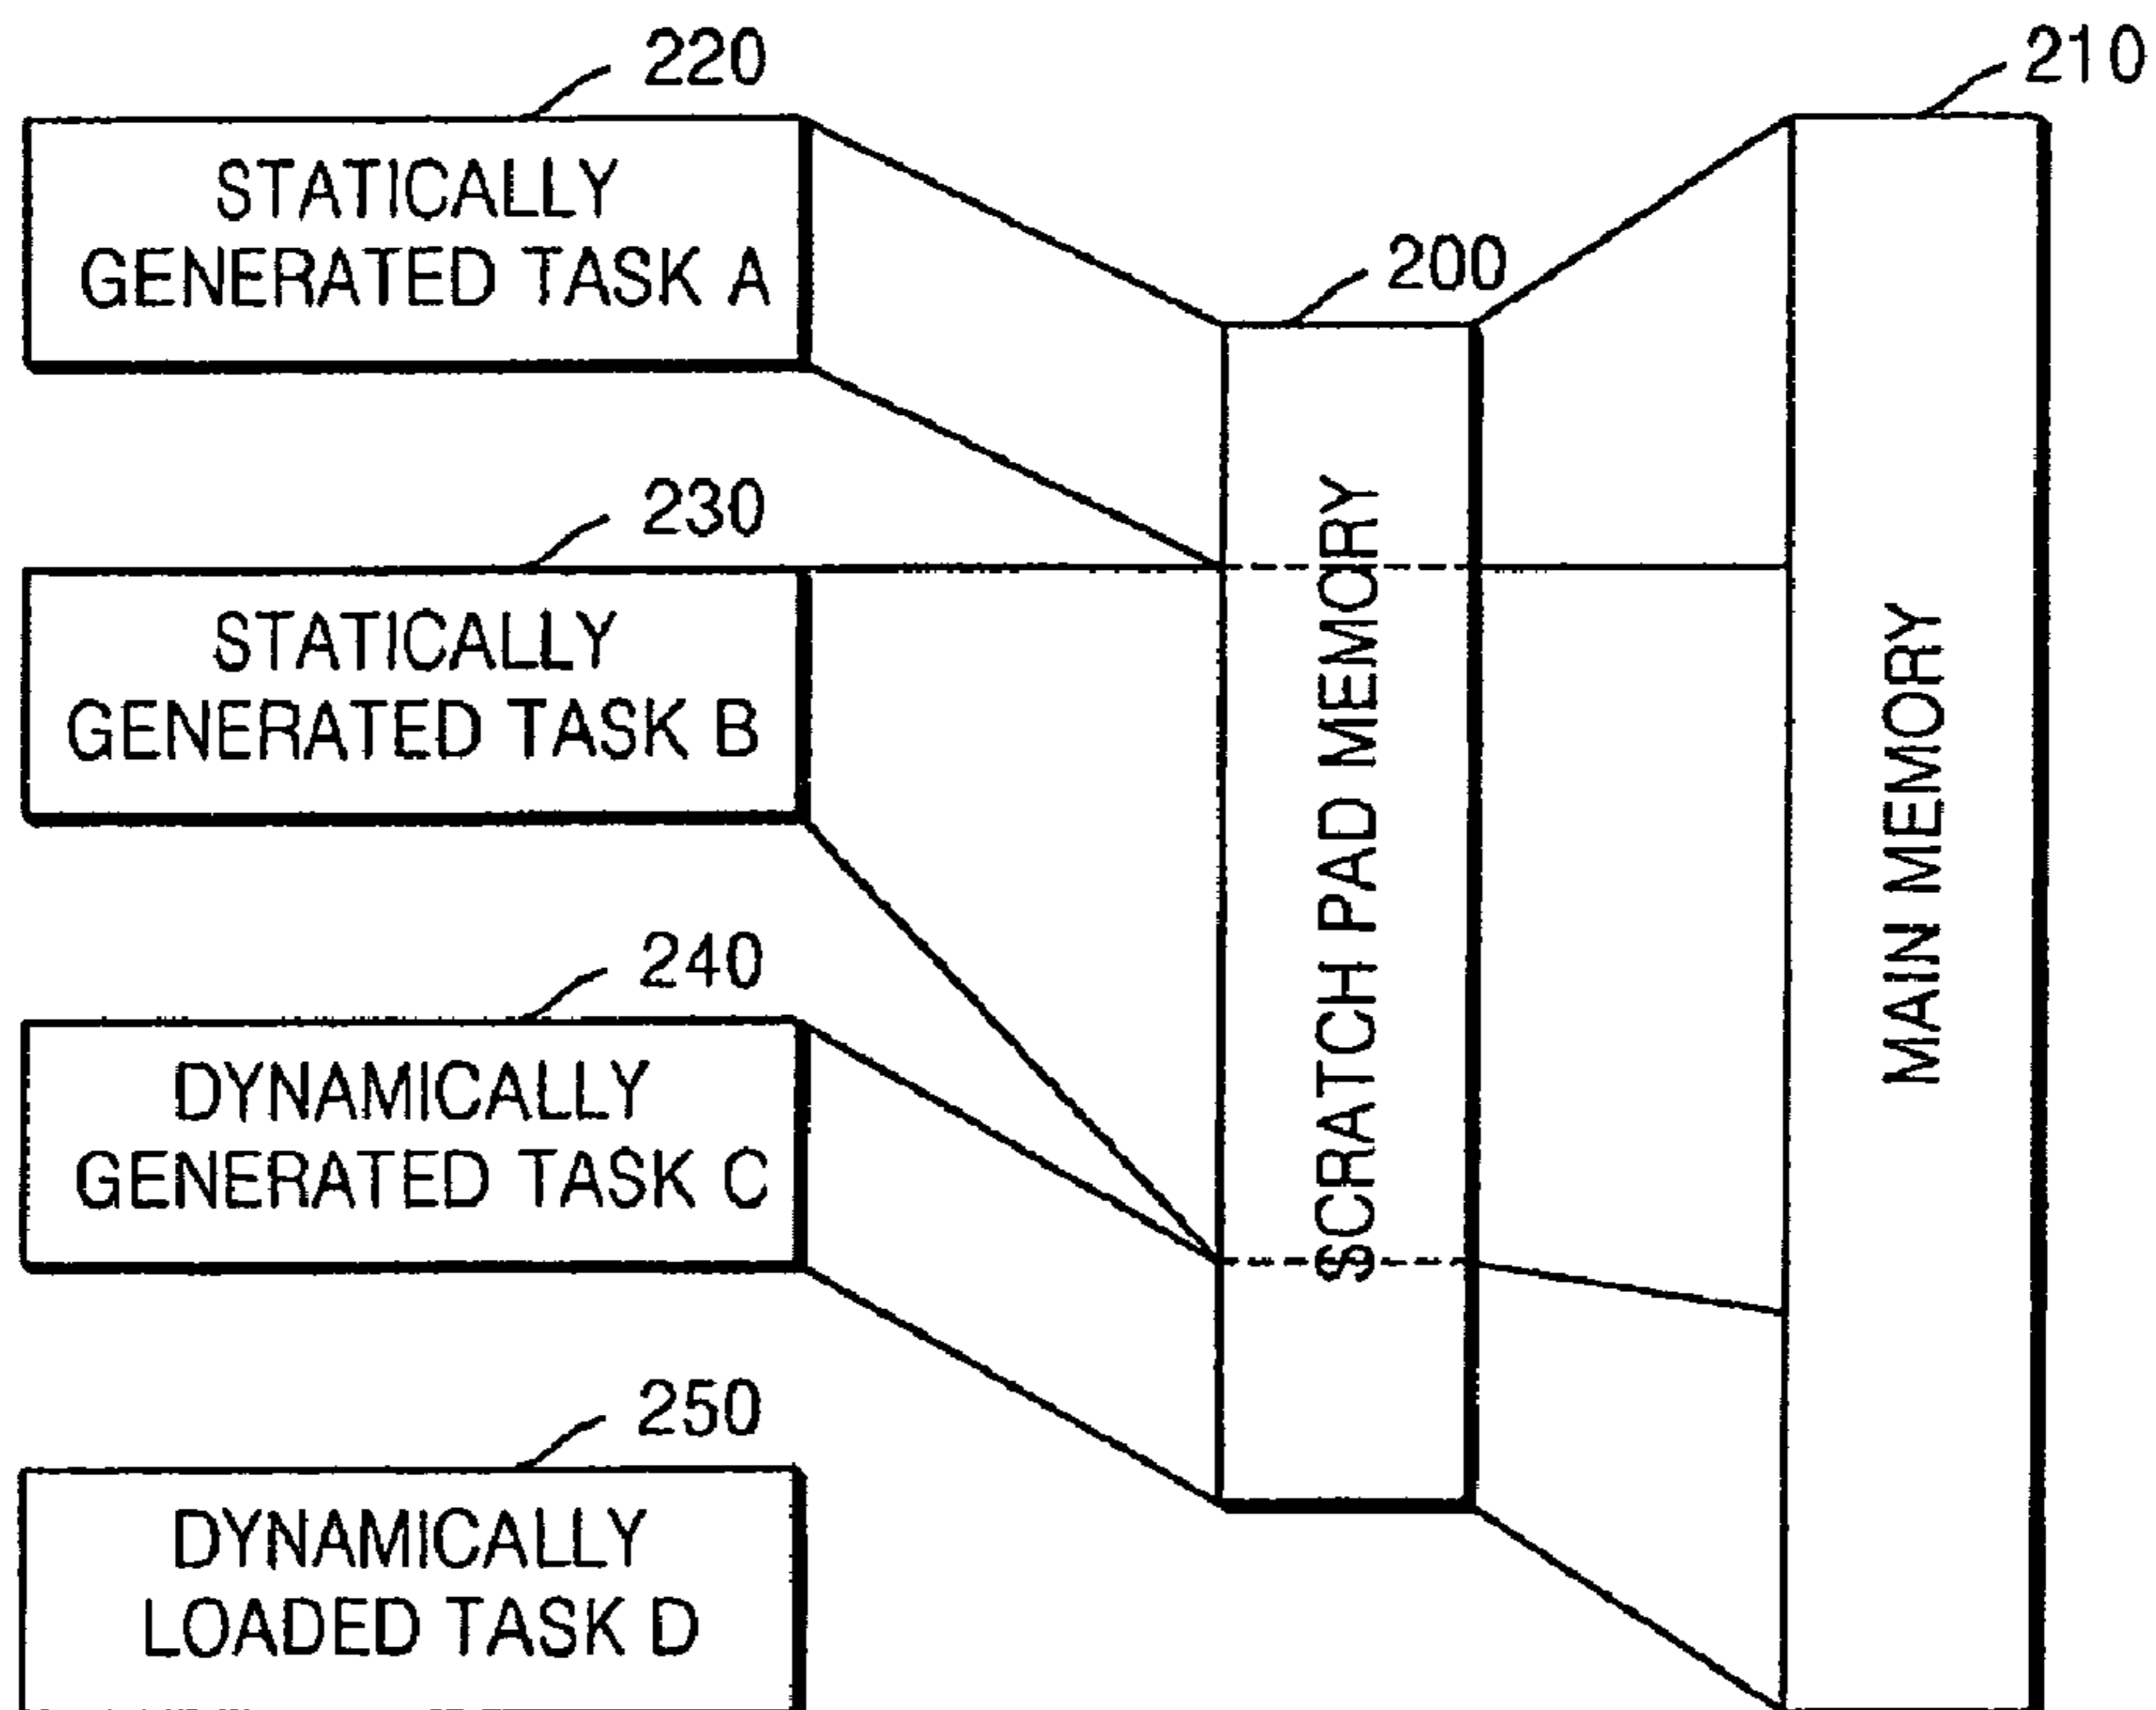 220
210
STATICALLY
GENERATED TASK A
200
230
STATICALLY
GENERATED TASK B
SCRATCH PAD MEMORY
MAIN MEMORY
240
DYNAMICALLY
GENERATED TASK C
250
DYNAMICALLY
LOADED TASK D